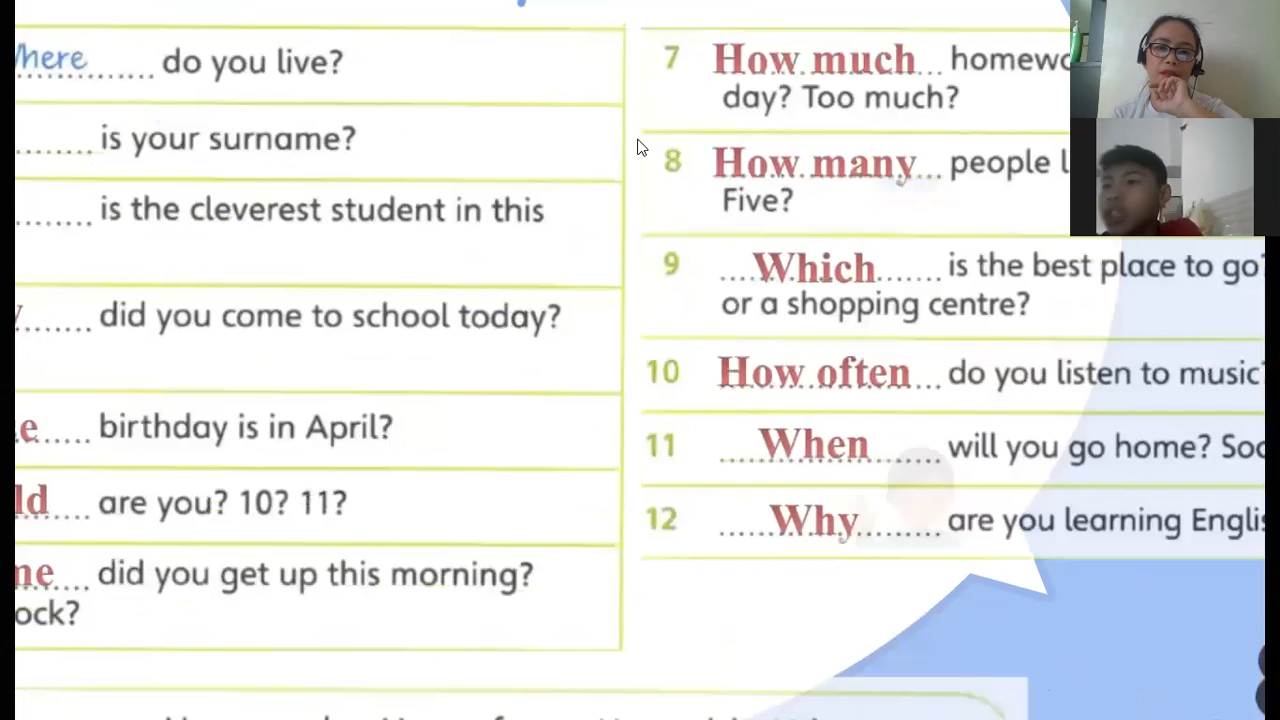 here do you live?
is your surname?
is the cleverest student in this
did you come to school today?
e birthday is in April?
ld are you? 10? 11?
me did you get up this morning?
ock?
7 How much homewo
day? Too much?
8 How many people l
Five?
9 Which is the best place to go?
or a shopping centre?
10 How often do you listen to music?
11 When will you go home? Soo
12 Why are you learning Englis